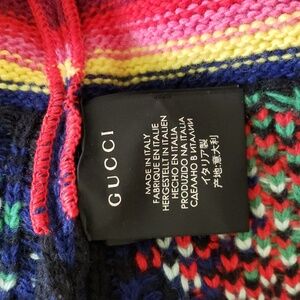 GUCCI
MADE IN ITALY
FABRIQUÉ EN ITALIE
HERGESTELLT IN ITALIEN
HECHO EN ITALIA
PRODUZIDO NA ITALIA
СДЕЛАНО В ИТАЛИИ
イタリア製
产地:意大利